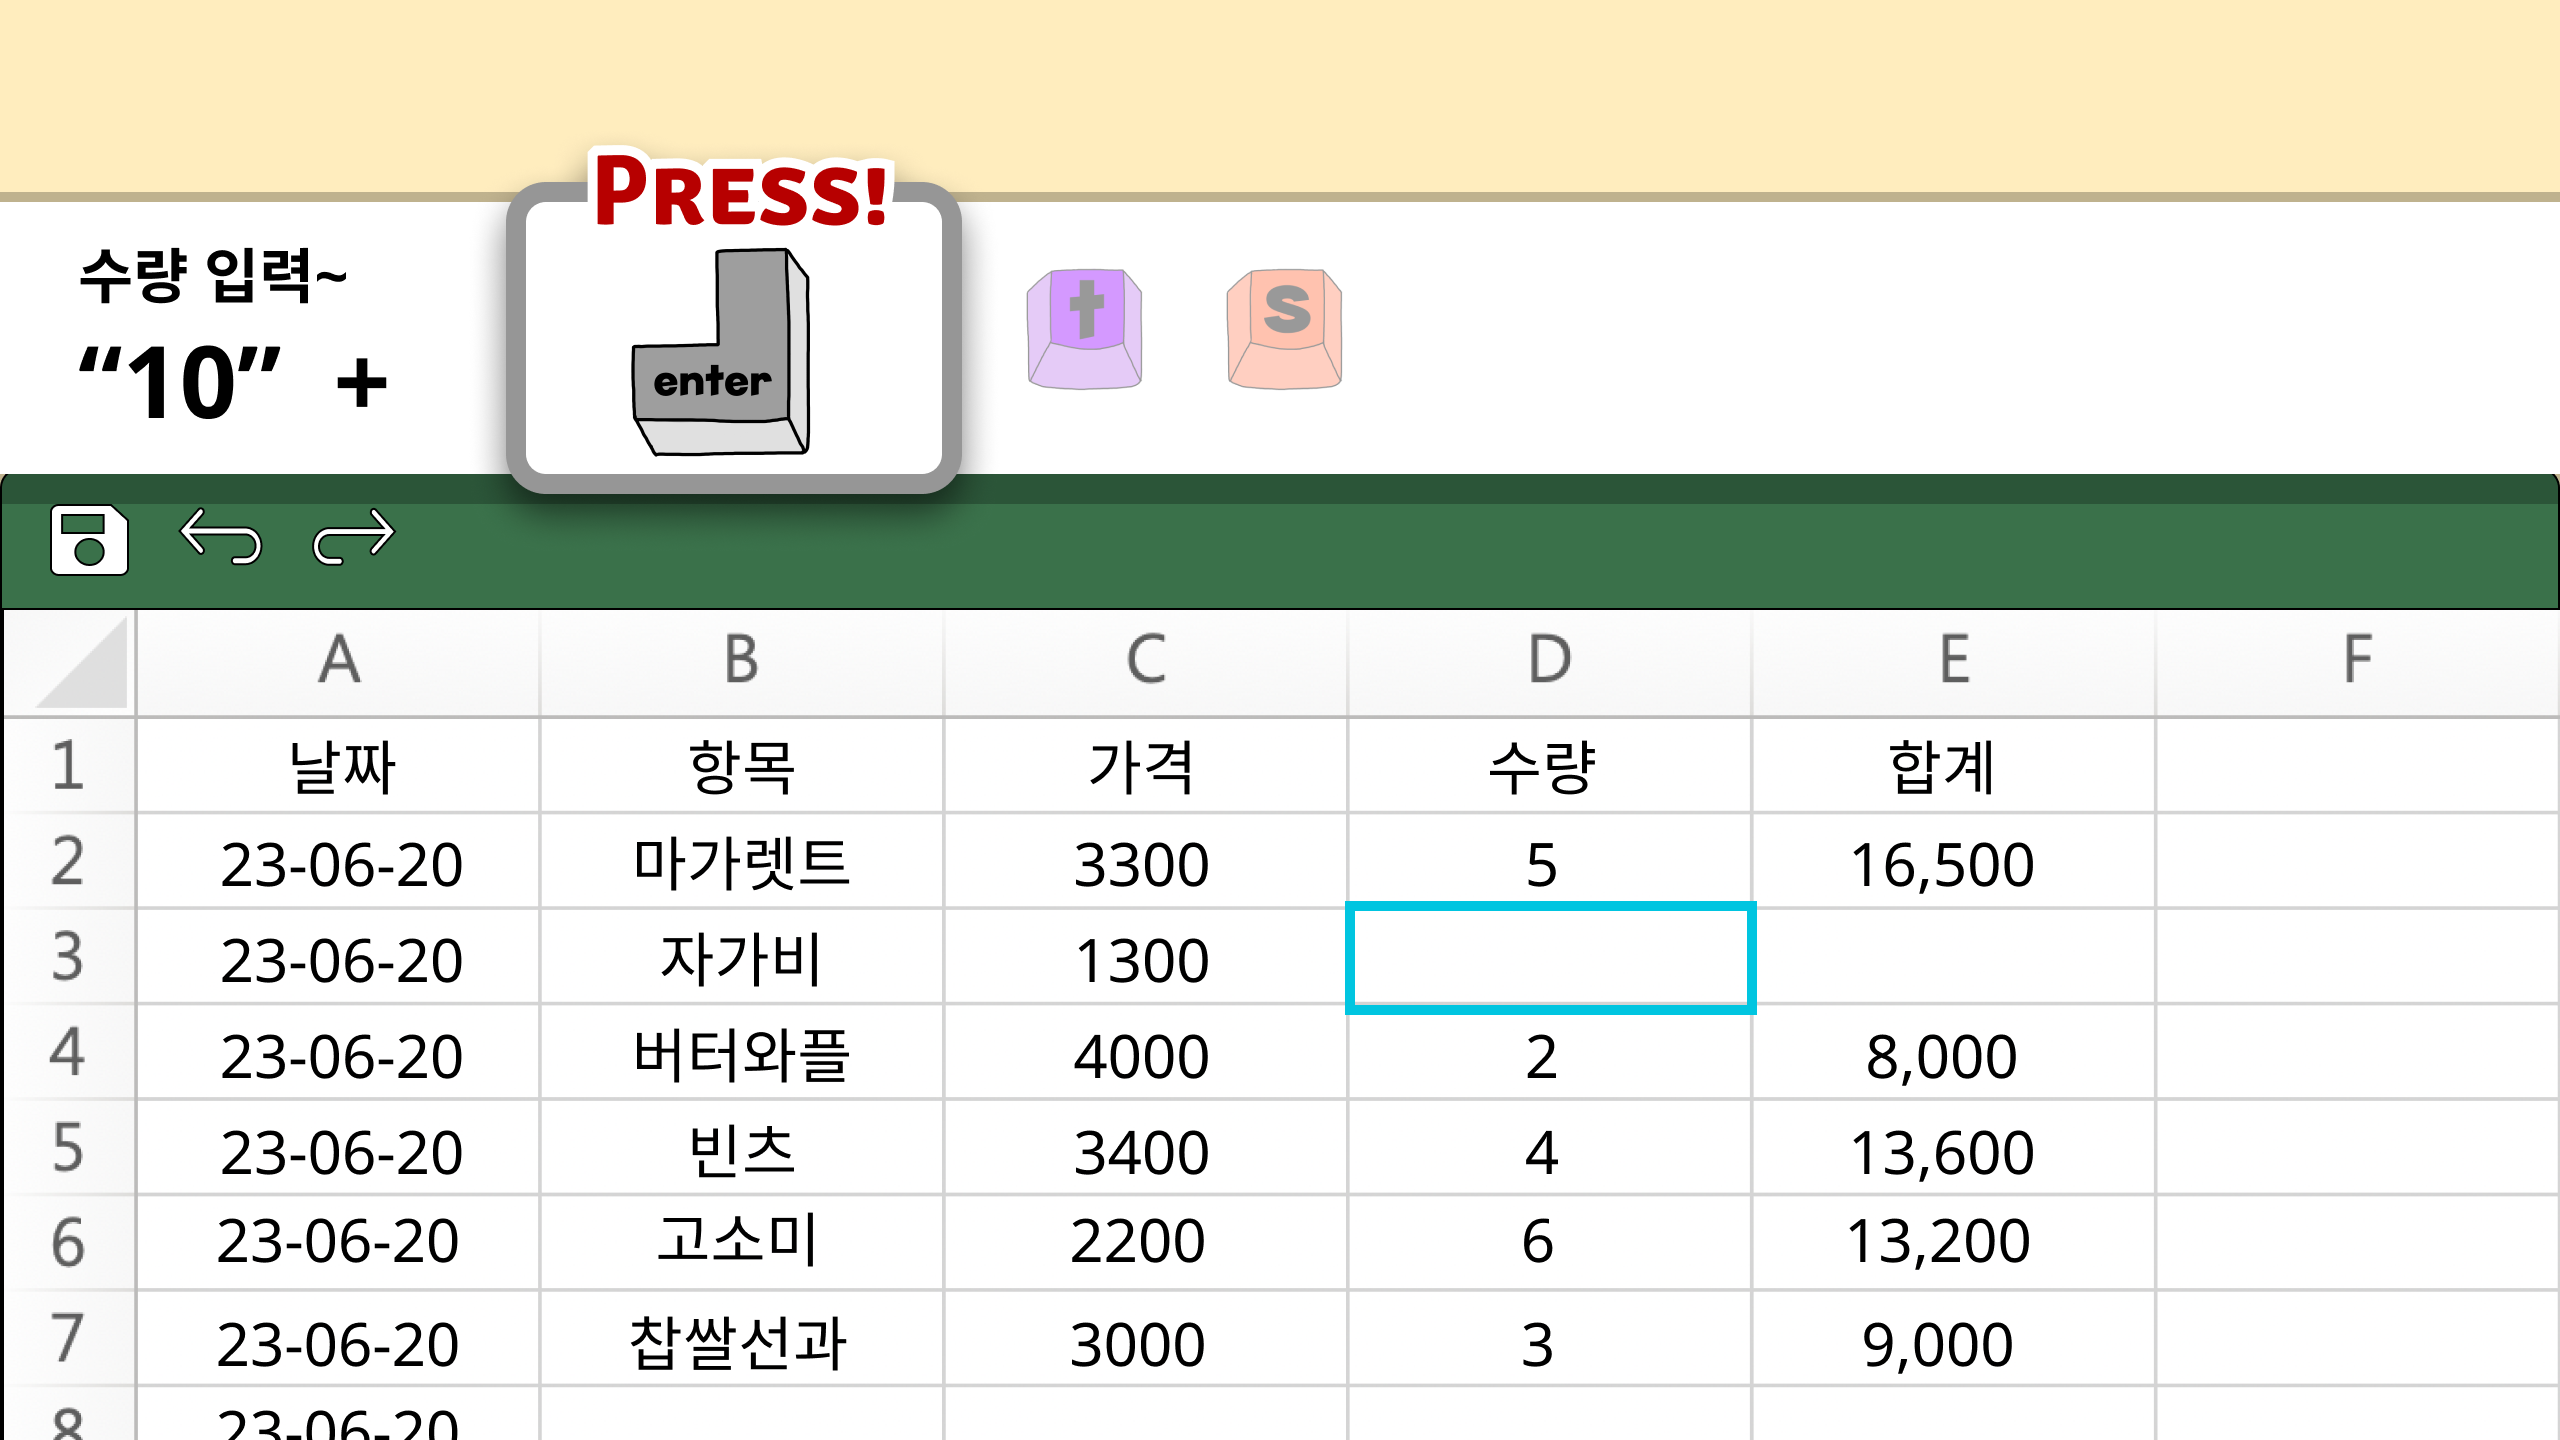 PRESS!
수량 입력~
“10” +
enter
t
s
A B C D E F
1 날짜 항목 가격 수량 합계
2 23-06-20 마가렛트 3300 5 16,500
3 23-06-20 자가비 1300
4 23-06-20 버터와플 4000 2 8,000
5 23-06-20 빈츠 3400 4 13,600
6 23-06-20 고소미 2200 6 13,200
7 23-06-20 찹쌀선과 3000 3 9,000
8 23-06-20